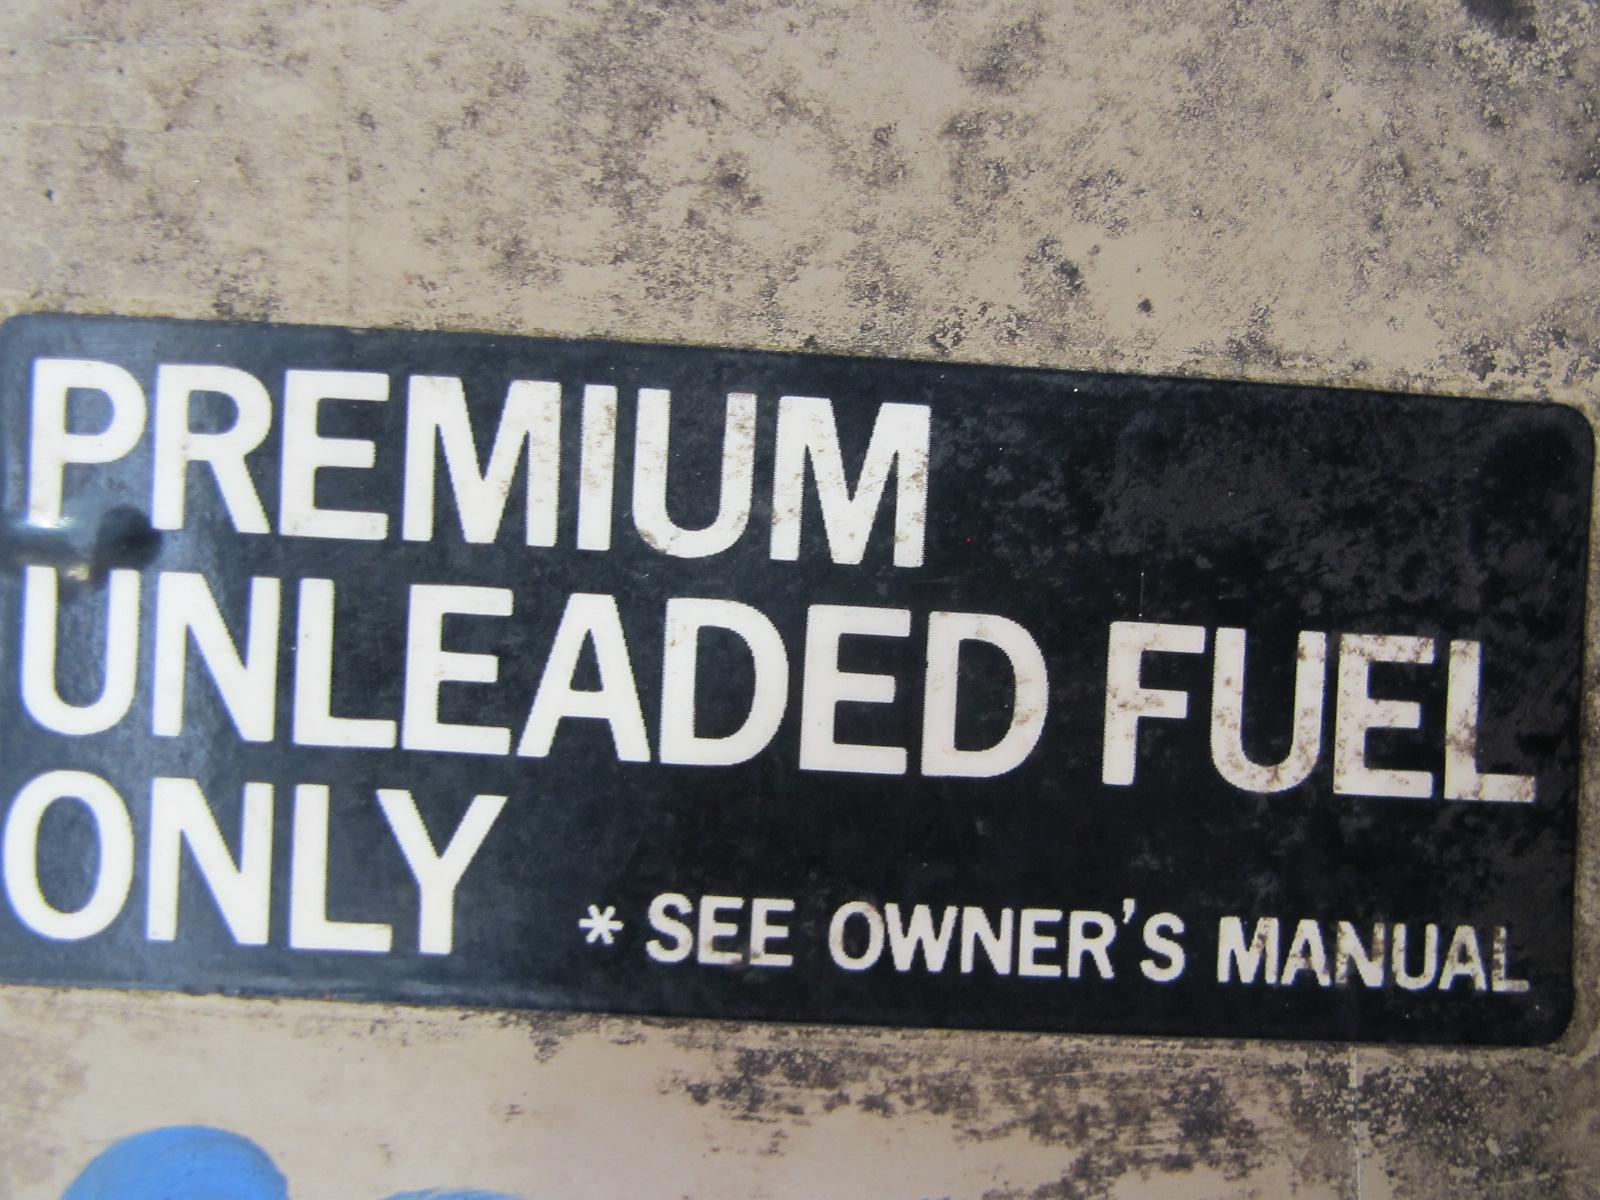 PREMIUM
UNLEADED FUEL
ONLY * SEE OWNER'S MANUAL